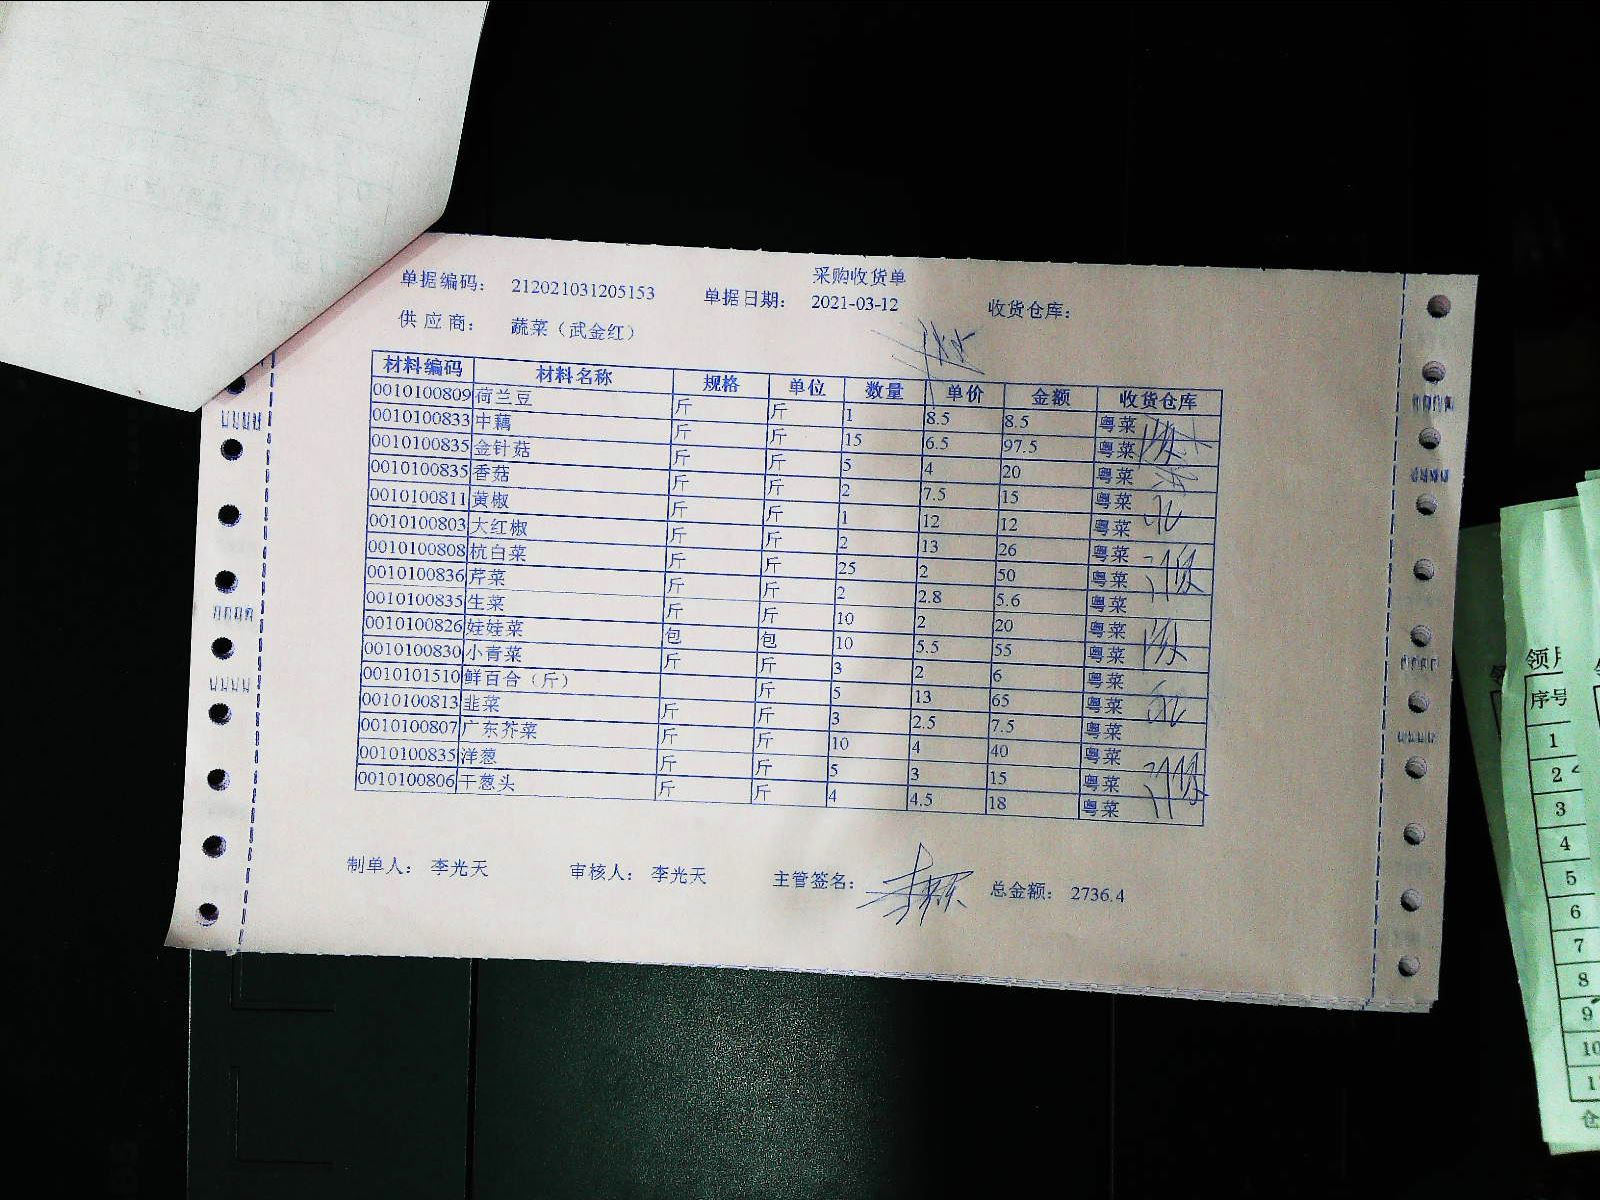 采购收货单
单据编码： 212021031205153 单据日期： 2021-03-12 收货仓库：
供 应 商： 蔬菜（武金红）
材料编码 材料名称 规格 单位 数量 单价 金额 收货仓库
0010100809 荷兰豆 斤 斤 1 8.5 8.5 粤菜
0010100833 中藕 斤 斤 15 6.5 97.5 粤菜
0010100835 金针菇 斤 斤 5 4 20 粤菜
0010100835 香菇 斤 斤 2 7.5 15 粤菜
0010100811 黄椒 斤 斤 1 12 12 粤菜
0010100803 大红椒 斤 斤 2 13 26 粤菜
0010100808 杭白菜 斤 斤 25 2 50 粤菜
0010100836 芹菜 斤 斤 2 2.8 5.6 粤菜
0010100835 生菜 斤 斤 10 2 20 粤菜
0010100826 娃娃菜 包 包 10 5.5 55 粤菜
0010100830 小青菜 斤 斤 3 2 6 粤菜
0010101510 鲜百合（斤） 斤 5 13 65 粤菜
0010100813 韭菜 斤 斤 3 2.5 7.5 粤菜
0010100807 广东芥菜 斤 斤 10 4 40 粤菜
0010100835 洋葱 斤 斤 5 3 15 粤菜
0010100806 干葱头 斤 斤 4 4.5 18 粤菜
制单人： 李光天 审核人： 李光天 主管签名： 总金额： 2736.4
序号
1
2
3
4
5
6
7
8
9
10